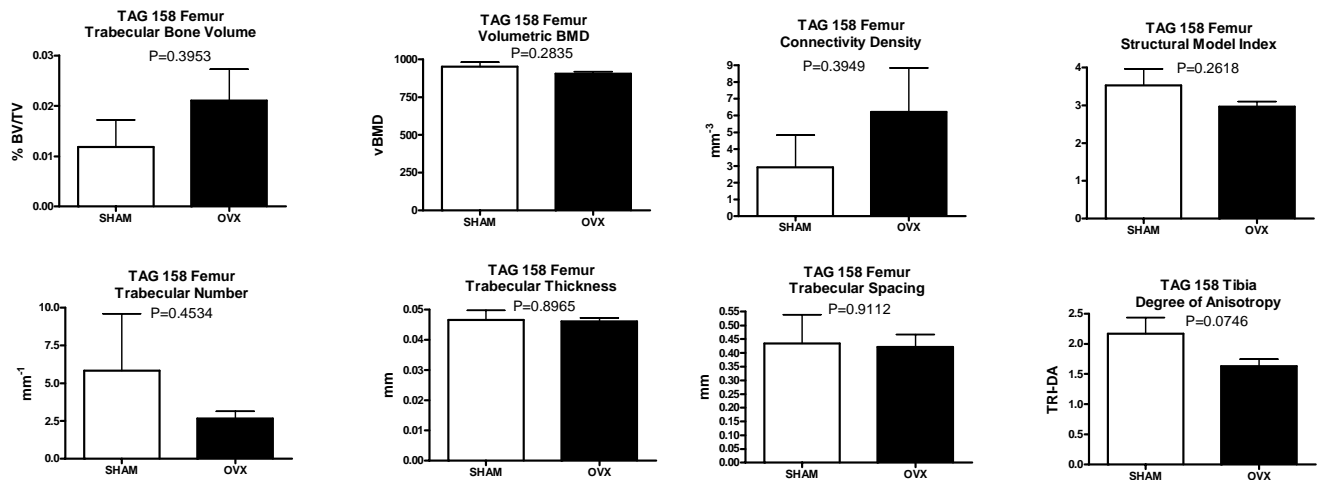 TAG 158 Femur
Trabecular Bone Volume
P=0.3953
% BV/TV
0.03
0.02
0.01
0.00
SHAM
OVX
TAG 158 Femur
Volumetric BMD
P=0.2835
vBMD
1000
750
500
250
0
SHAM
OVX
TAG 158 Femur
Connectivity Density
P=0.3949
mm-3
9
8
7
6
5
4
3
2
1
0
SHAM
OVX
TAG 158 Femur
Structural Model Index
P=0.2618
4
3
2
1
0
SHAM
OVX
TAG 158 Femur
Trabecular Number
P=0.4534
mm-1
10.0
7.5
5.0
2.5
0.0
SHAM
OVX
TAG 158 Femur
Trabecular Thickness
P=0.8965
mm
0.05
0.04
0.03
0.02
0.01
0.00
SHAM
OVX
TAG 158 Femur
Trabecular Spacing
P=0.9112
mm
0.55
0.50
0.45
0.40
0.35
0.30
0.25
0.20
0.15
0.10
0.05
0.00
SHAM
OVX
TAG 158 Tibia
Degree of Anisotropy
P=0.0746
TRI-DA
2.5
2.0
1.5
1.0
0.5
0.0
SHAM
OVX